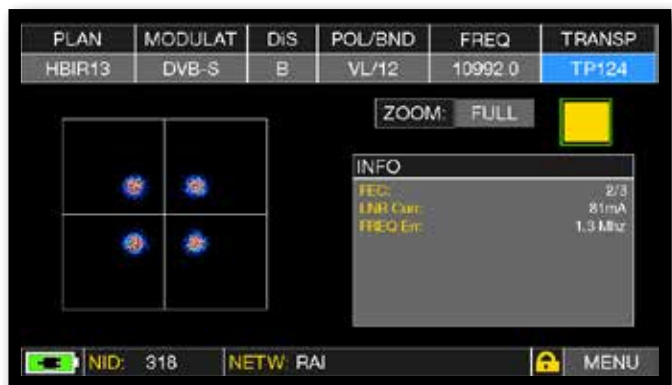 PLAN MODULAT DiS POL/BND FREQ TRANSP
HBIR13 DVB-S B VL/12 10992.0 TP124
ZOOM: FULL
INFO
FEC: 2/3
LNB Curr: 81mA
FREQ Err: 1.3 Mhz
NID: 318 NETW: RAI MENU